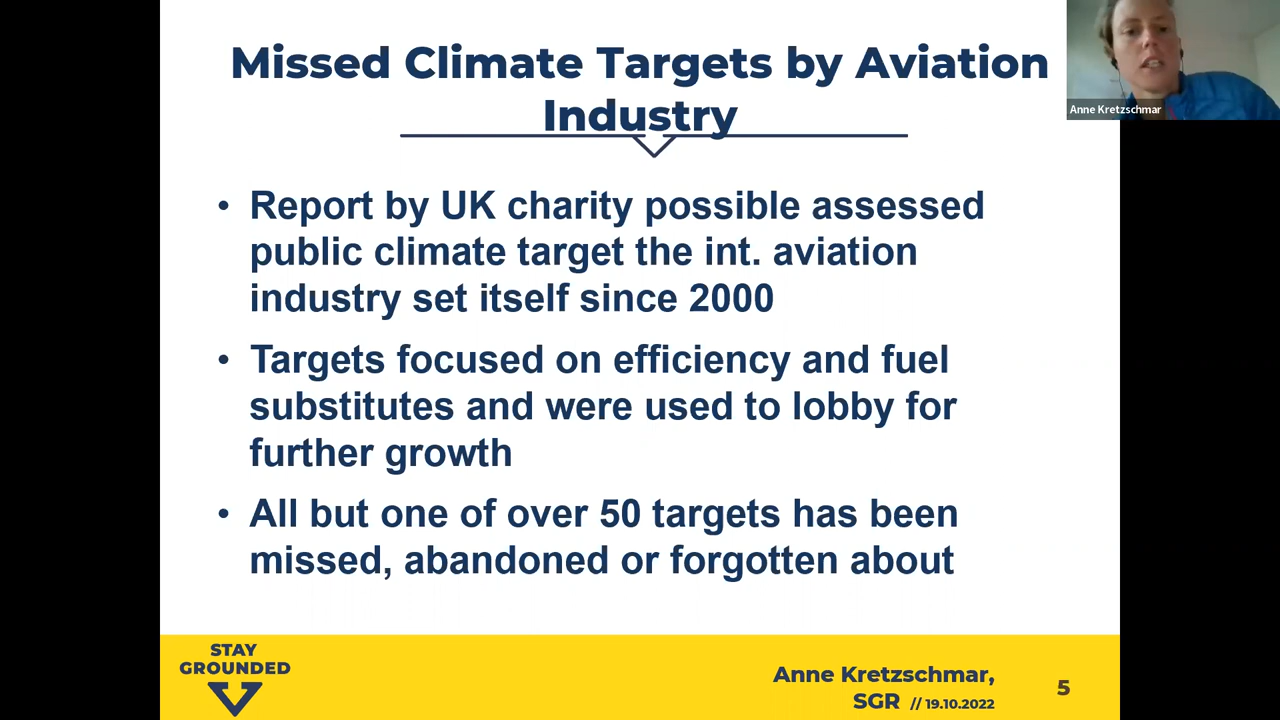 Missed Climate Targets by Aviation
Industry
Anne Kretzschmar
• Report by UK charity possible assessed
public climate target the int. aviation
industry set itself since 2000
• Targets focused on efficiency and fuel
substitutes and were used to lobby for
further growth
• All but one of over 50 targets has been
missed, abandoned or forgotten about
STAY
GROUNDED
Anne Kretzschmar,
SGR // 19.10.2022
5